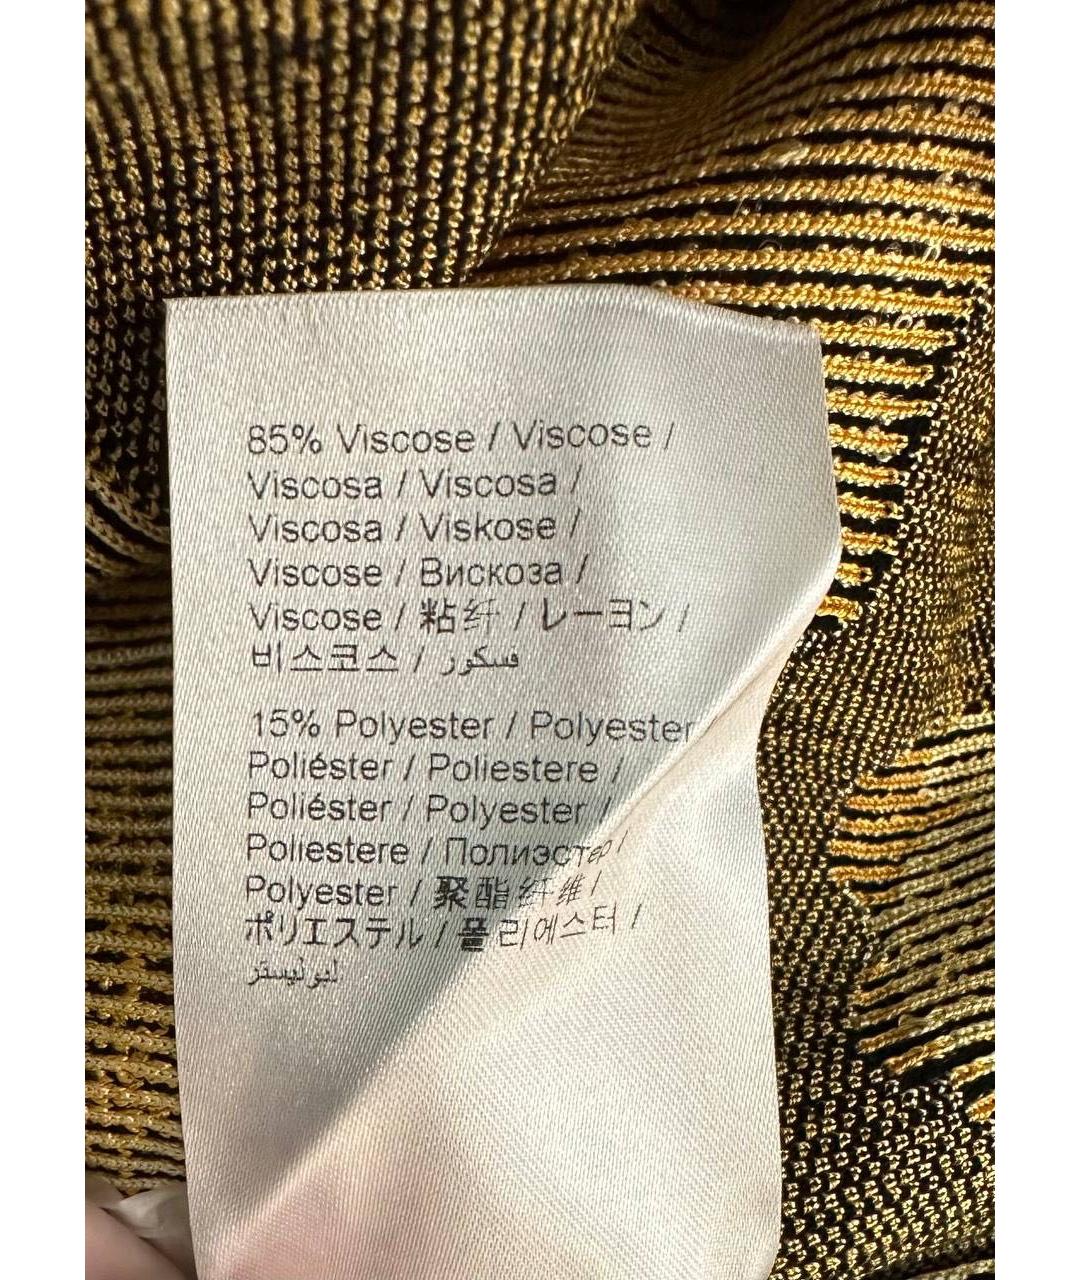 85% Viscose / Viscose /
Viscosa / Viscosa /
Viscosa / Viskose /
Viscose / Вискоза /
Viscose / 粘纤 / レーヨン /
비스코스 / فسكوز
15% Polyester / Polyester
Poliéster / Poliestere /
Poliéster / Polyester /
Poliestere / Полиэстер /
Polyester / 聚酯纤维 /
ポリエステル / 폴리에스터 /